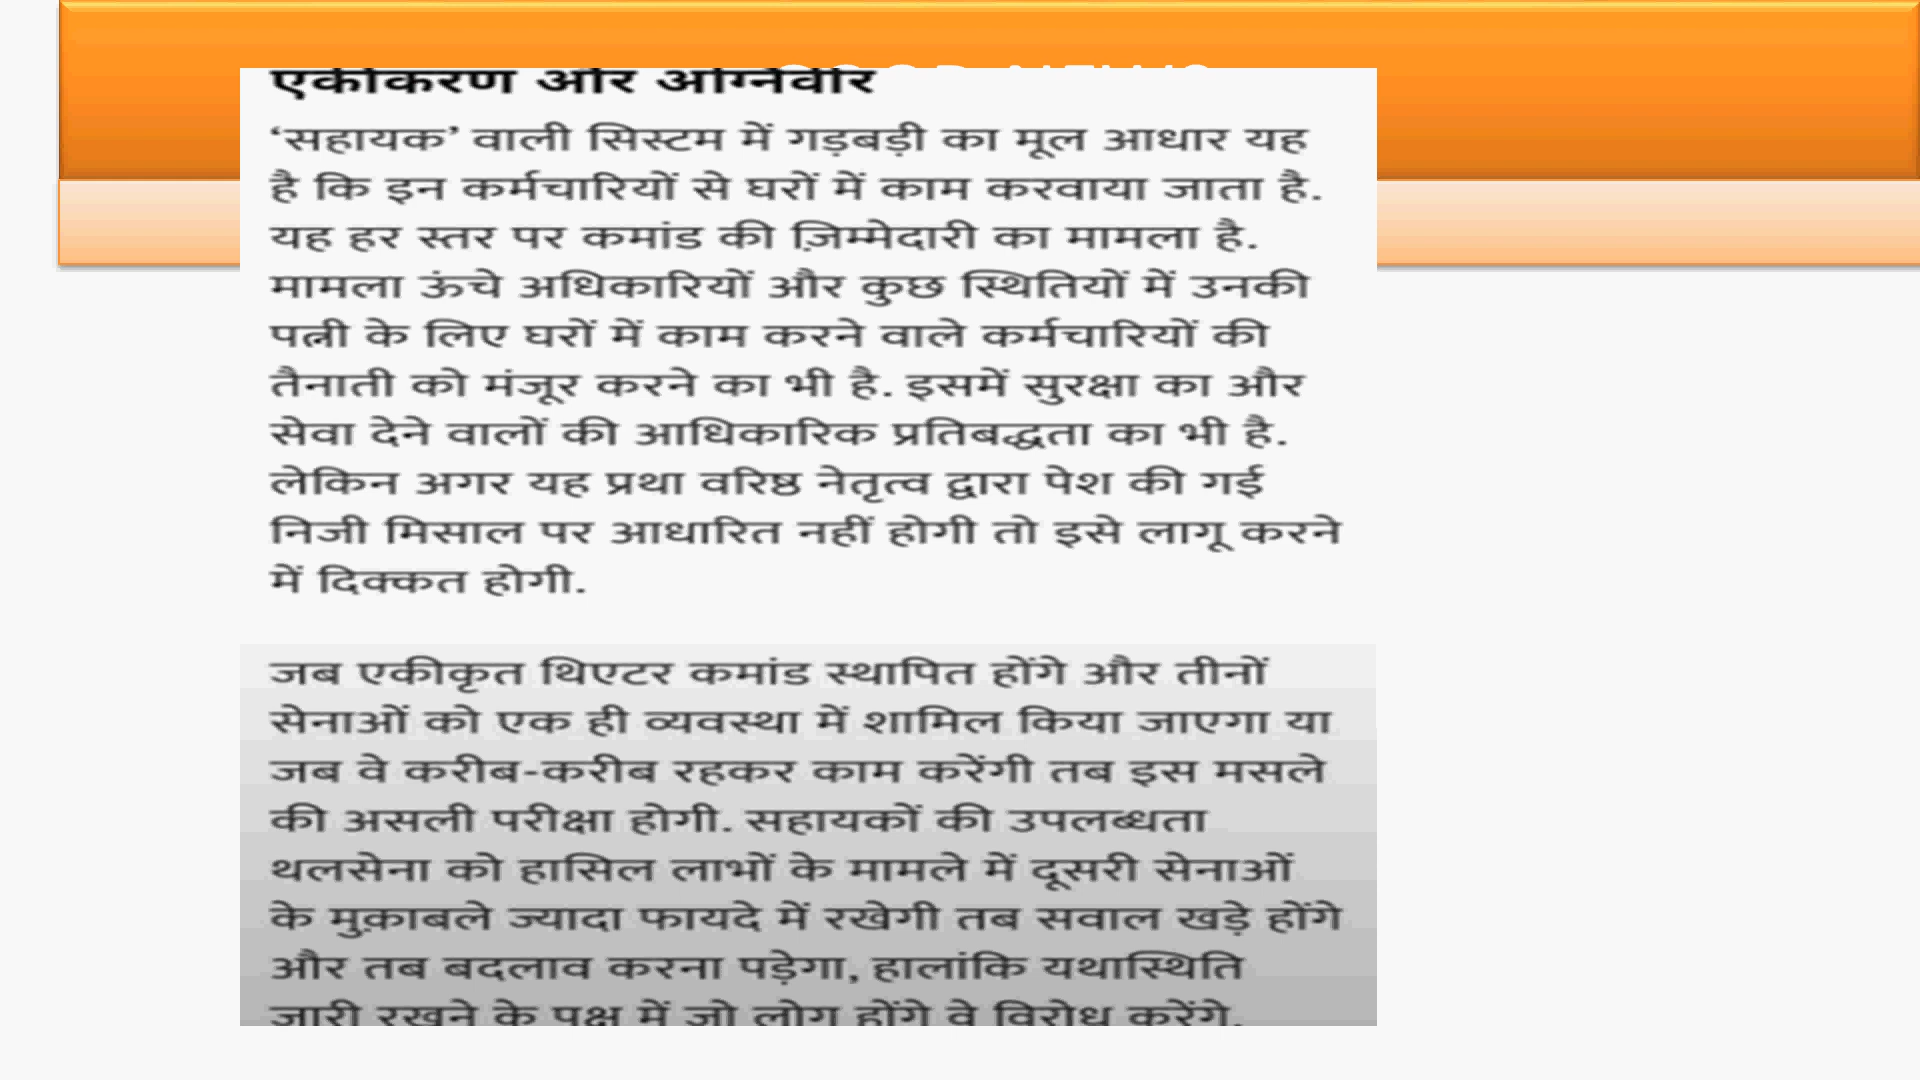 एकीकरण और अग्निवीर
‘सहायक’ वाली सिस्टम में गड़बड़ी का मूल आधार यह
है कि इन कर्मचारियों से घरों में काम करवाया जाता है.
यह हर स्तर पर कमांड की ज़िम्मेदारी का मामला है.
मामला ऊंचे अधिकारियों और कुछ स्थितियों में उनकी
पत्नी के लिए घरों में काम करने वाले कर्मचारियों की
तैनाती को मंजूर करने का भी है. इसमें सुरक्षा का और
सेवा देने वालों की आधिकारिक प्रतिबद्धता का भी है.
लेकिन अगर यह प्रथा वरिष्ठ नेतृत्व द्वारा पेश की गई
निजी मिसाल पर आधारित नहीं होगी तो इसे लागू करने
में दिक्कत होगी.
जब एकीकृत थिएटर कमांड स्थापित होंगे और तीनों
सेनाओं को एक ही व्यवस्था में शामिल किया जाएगा या
जब वे करीब-करीब रहकर काम करेंगी तब इस मसले
की असली परीक्षा होगी. सहायकों की उपलब्धता
थलसेना को हासिल लाभों के मामले में दूसरी सेनाओं
के मुक़ाबले ज्यादा फायदे में रखेगी तब सवाल खड़े होंगे
और तब बदलाव करना पड़ेगा, हालांकि यथास्थिति
जारी रखने के पक्ष में जो लोग होंगे वे विरोध करेंगे.